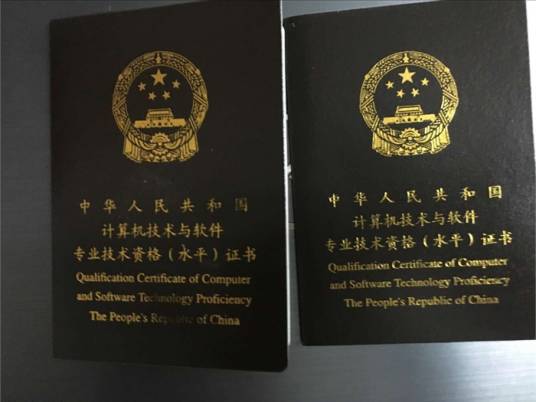 中华人民共和国
计算机技术与软件
专业技术资格（水平）证书
Qualification Certificate of Computer
and Software Technology Proficiency
The People's Republic of China
中华人民共和国
计算机技术与软件
专业技术资格（水平）证书
Qualification Certificate of Computer
and Software Technology Proficiency
The People's Republic of China